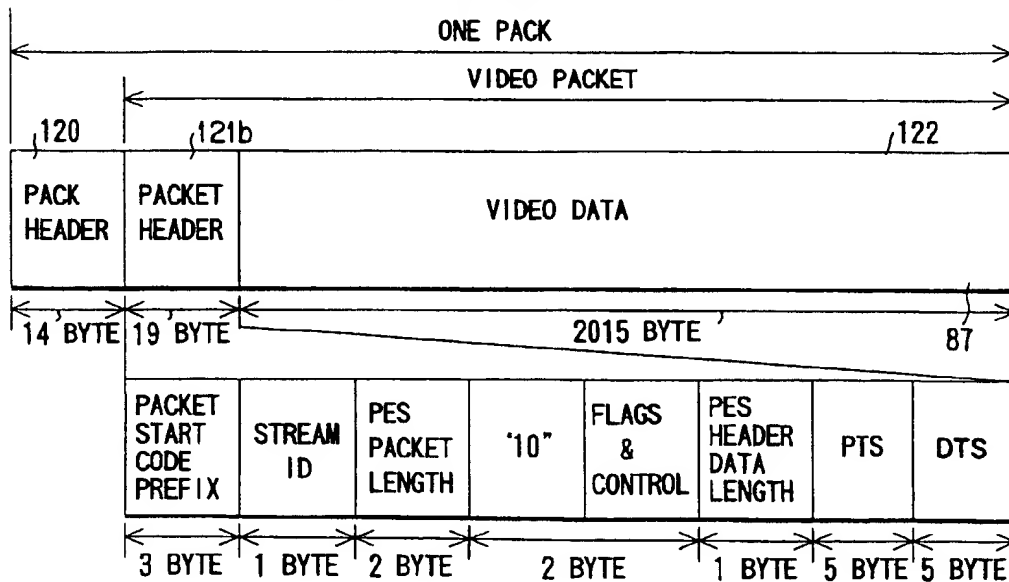 ONE PACK
VIDEO PACKET
120
121b
122
PACK
HEADER
PACKET
HEADER
VIDEO DATA
14 BYTE
19 BYTE
2015 BYTE
87
PACKET
START
CODE
PREFIX
STREAM
ID
PES
PACKET
LENGTH
"10"
FLAGS
&
CONTROL
PES
HEADER
DATA
LENGTH
PTS
DTS
3 BYTE
1 BYTE
2 BYTE
2 BYTE
1 BYTE
5 BYTE
5 BYTE